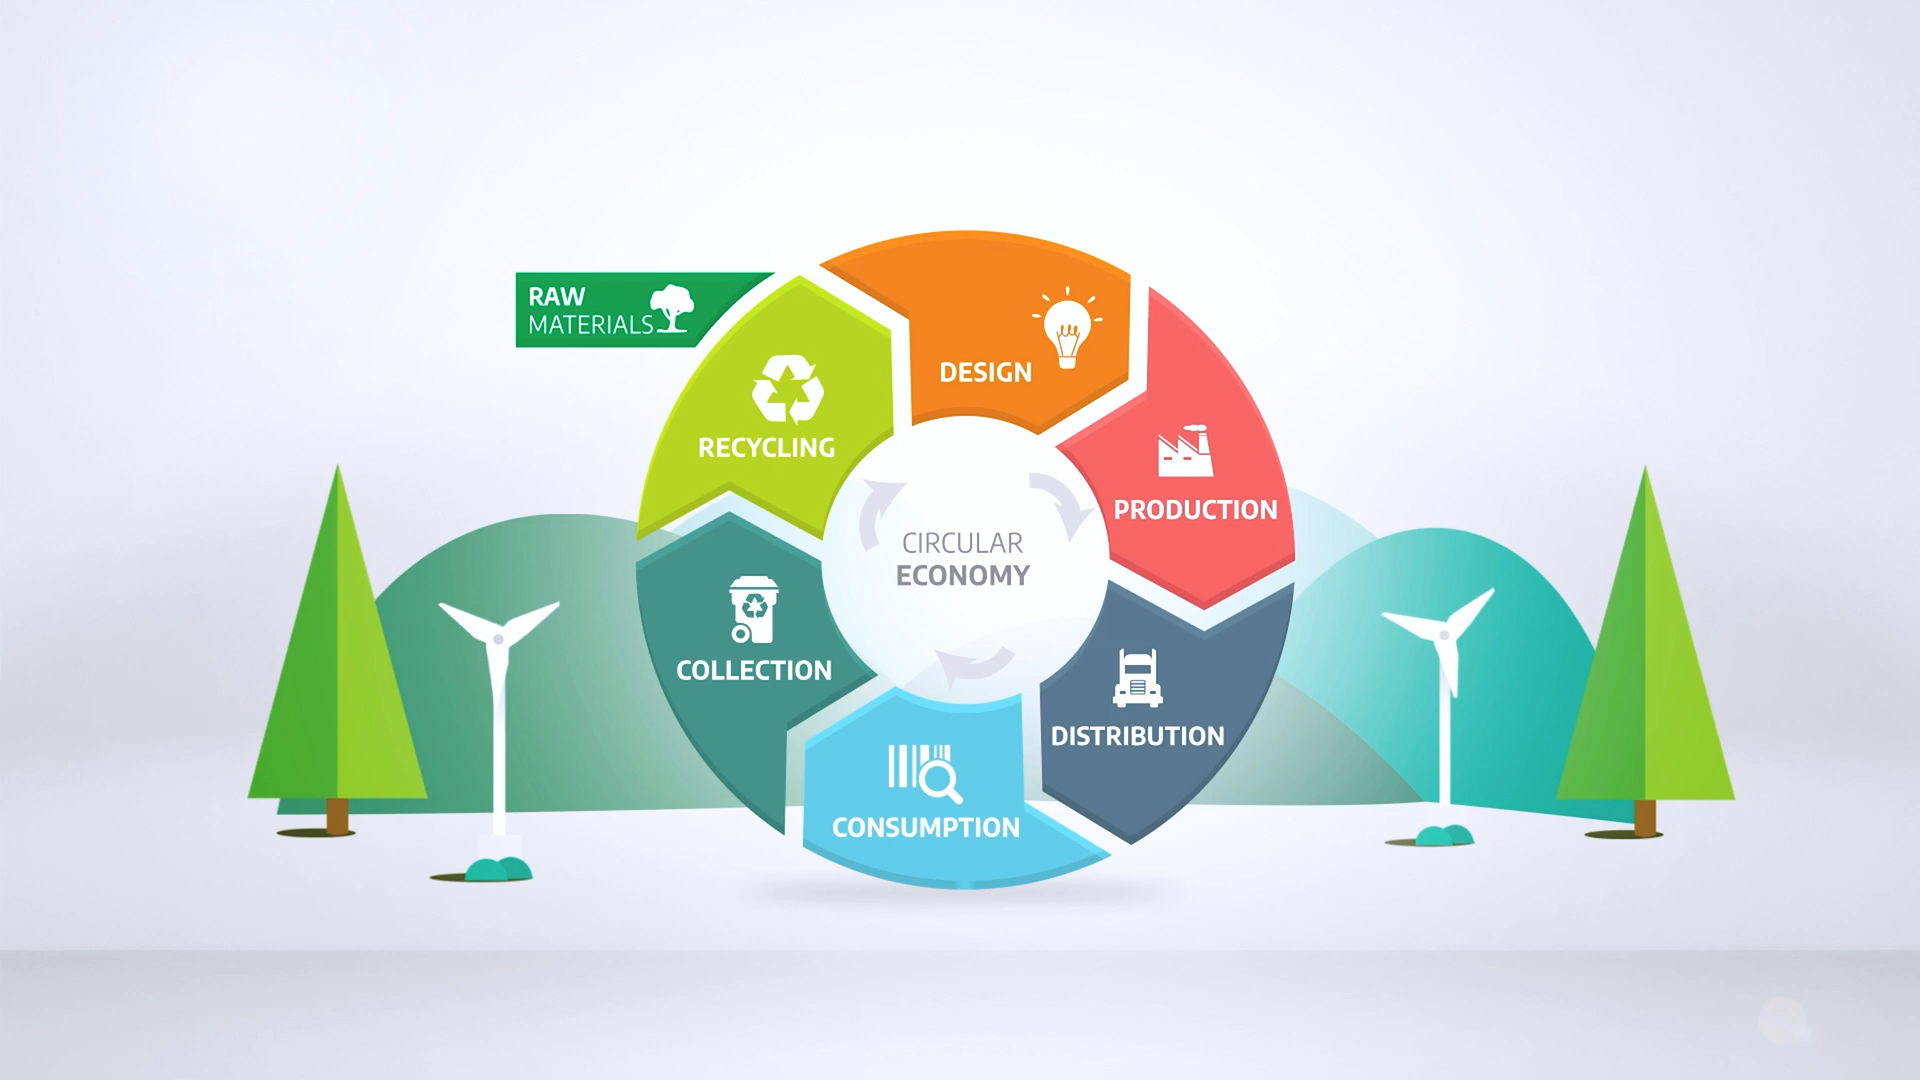 RAW
MATERIALS
DESIGN
RECYCLING
PRODUCTION
CIRCULAR
ECONOMY
COLLECTION
DISTRIBUTION
CONSUMPTION